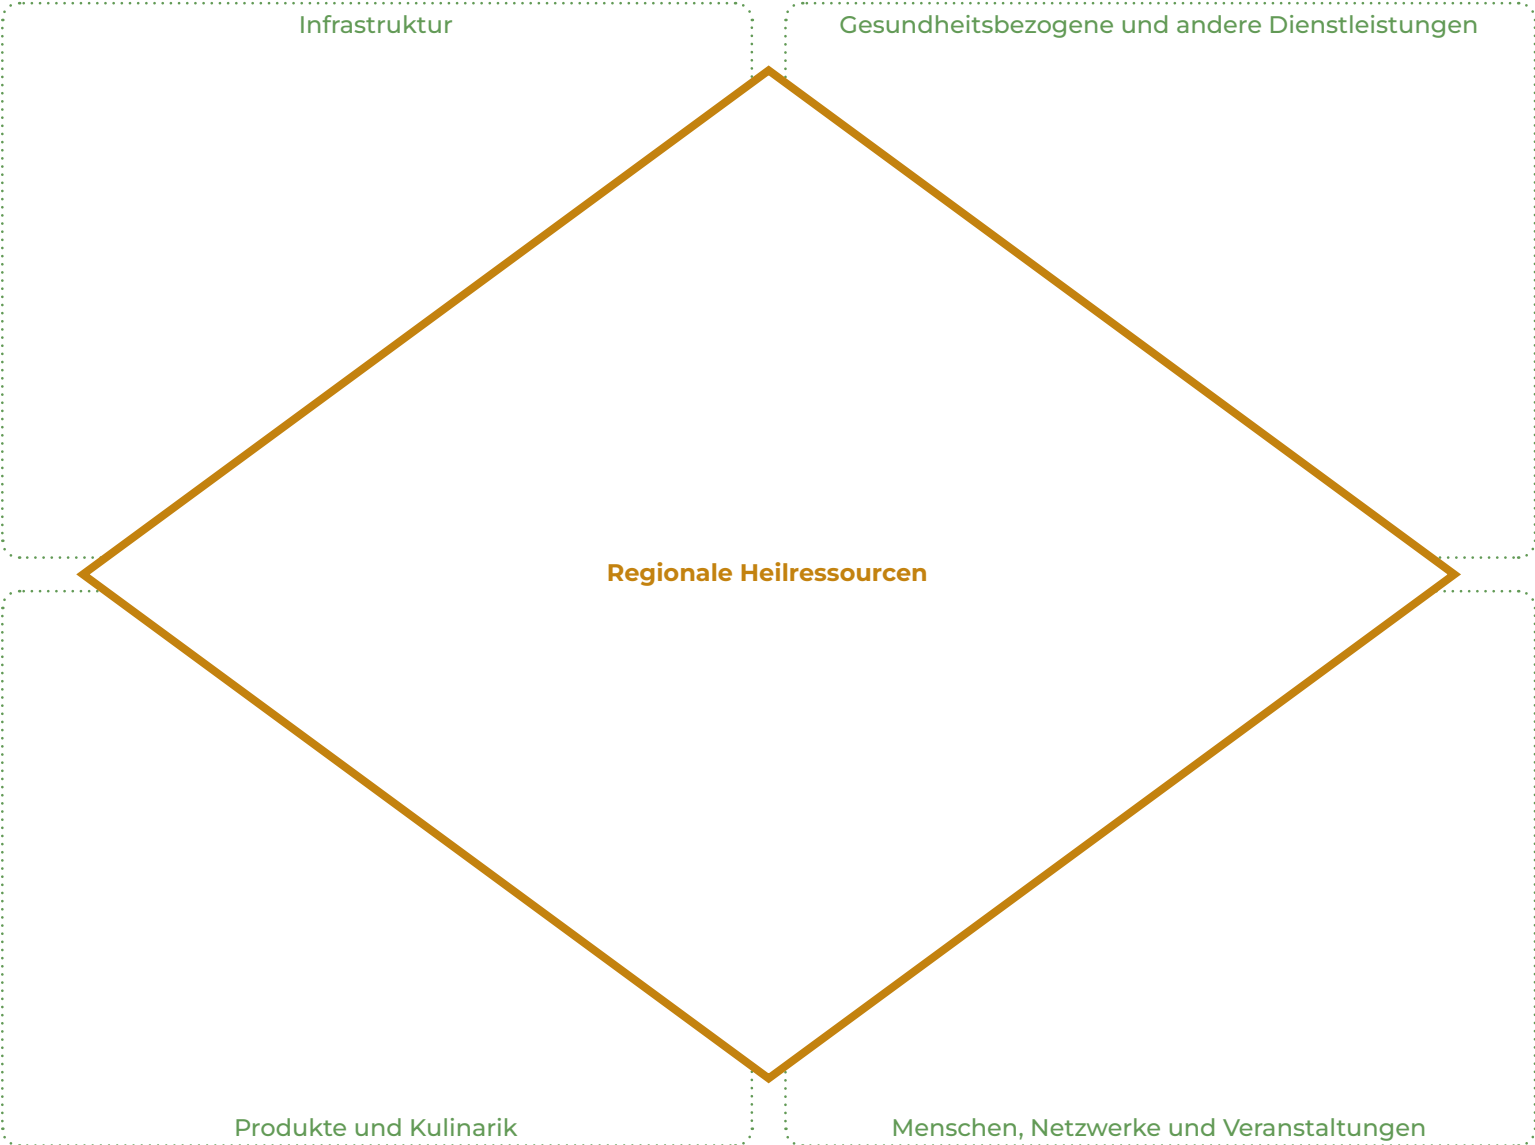 Infrastruktur
Gesundheitsbezogene und andere Dienstleistungen
Regionale Heilressourcen
Produkte und Kulinarik
Menschen, Netzwerke und Veranstaltungen